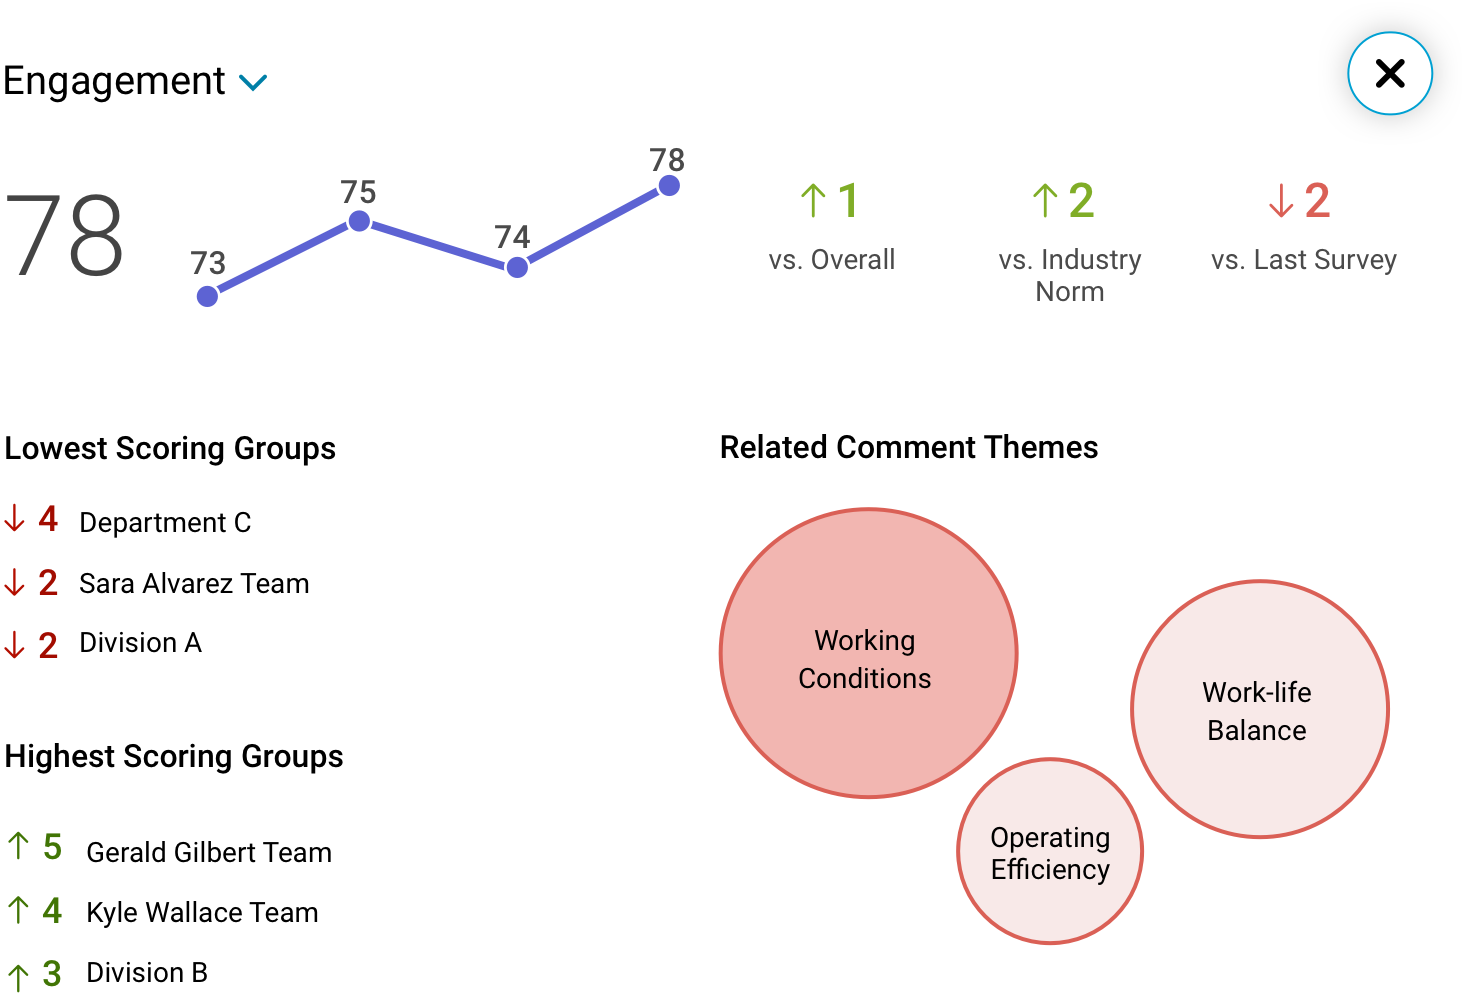 Engagement
78
73
75
74
78
↑ 1
vs. Overall
↑ 2
vs. Industry
Norm
↓ 2
vs. Last Survey
Lowest Scoring Groups
↓ 4 Department C
↓ 2 Sara Alvarez Team
↓ 2 Division A
Highest Scoring Groups
↑ 5 Gerald Gilbert Team
↑ 4 Kyle Wallace Team
↑ 3 Division B
Related Comment Themes
Working
Conditions
Work-life
Balance
Operating
Efficiency